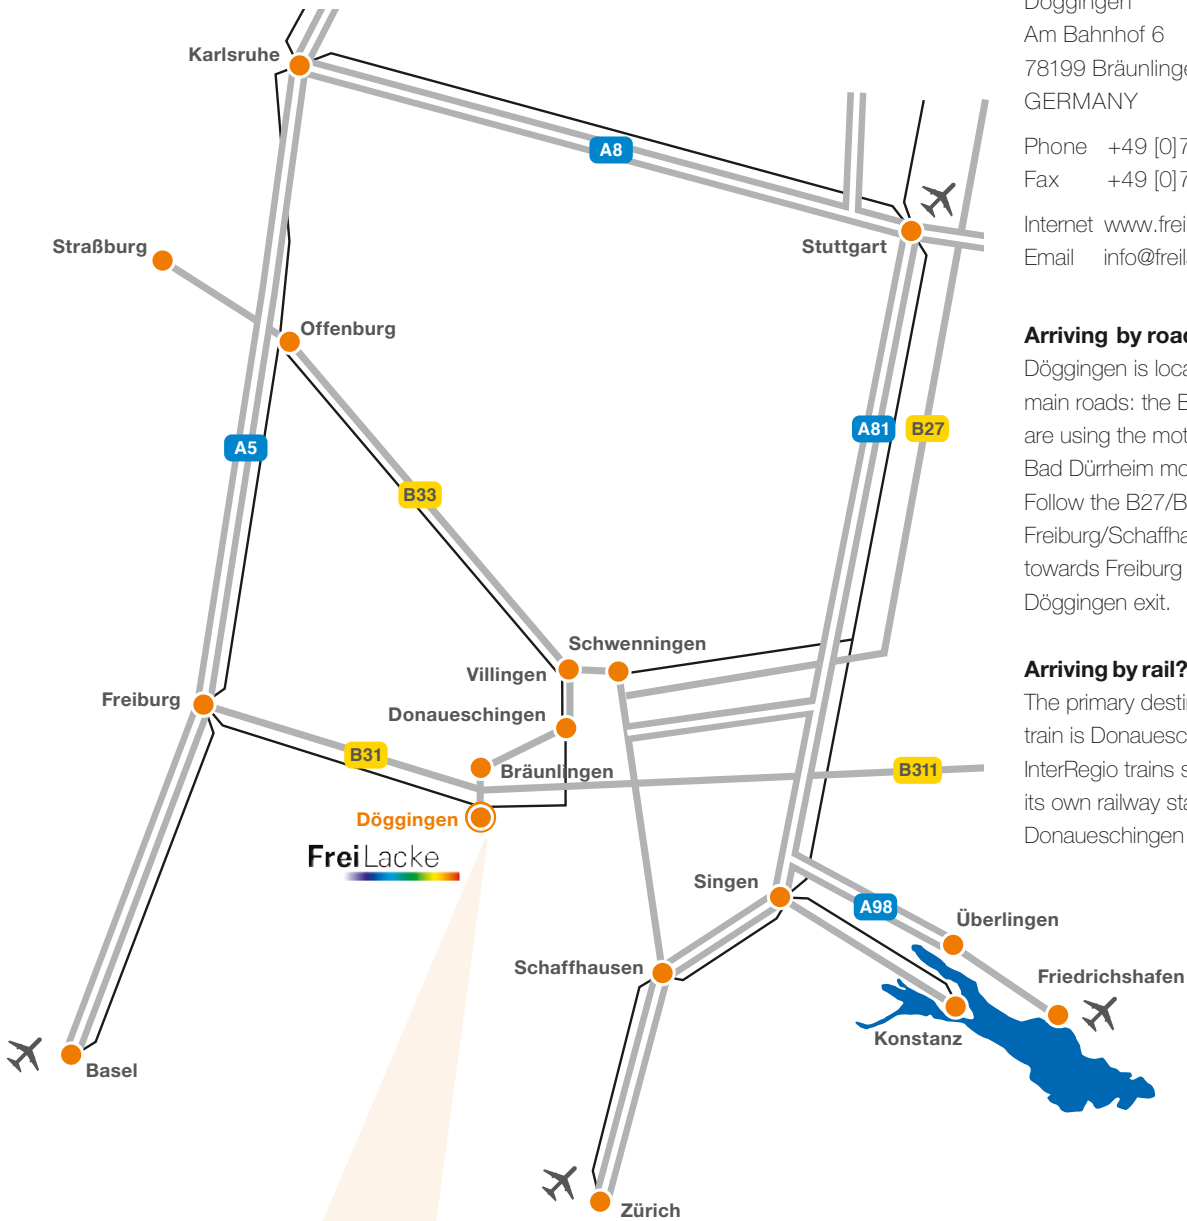 Karlsruhe
A8
Straßburg
Stuttgart
Offenburg
A5
A81
B27
B33
Schwenningen
Villingen
Freiburg
Donaueschingen
B31
Bräunlingen
B311
Döggingen
FreiLacke
Singen
A98
Überlingen
Schaffhausen
Friedrichshafen
Konstanz
Basel
Zürich
Döggingen
Am Bahnhof 6
78199 Bräunlinge
GERMANY
Phone +49 [0]7
Fax +49 [0]7
Internet www.frei
Email info@freil
Arriving by road
Döggingen is loca
main roads: the B
are using the mot
Bad Dürrheim mo
Follow the B27/B
Freiburg/Schaffha
towards Freiburg
Döggingen exit.
Arriving by rail?
The primary desti
train is Donauesc
InterRegio trains s
its own railway sta
Donaueschingen